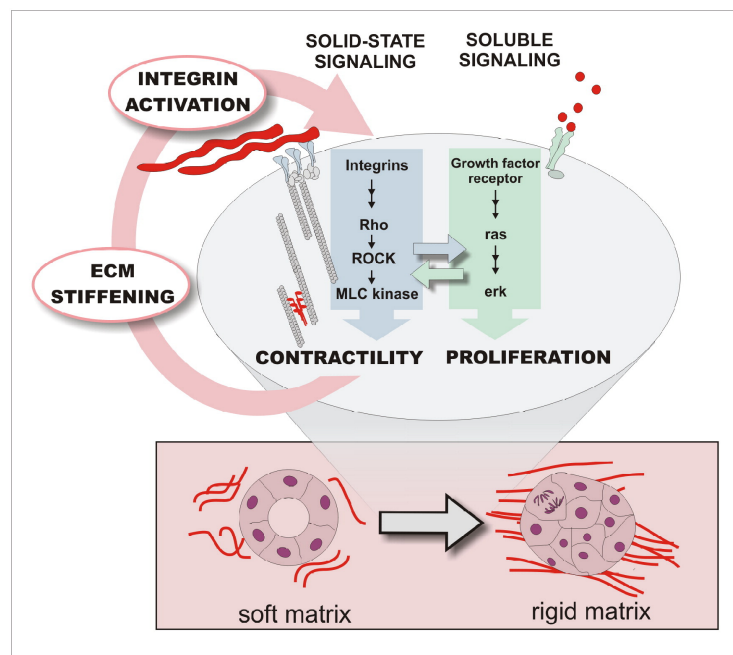 SOLID-STATE
SIGNALING
SOLUBLE
SIGNALING
INTEGRIN
ACTIVATION
Integrins
Rho
ROCK
MLC kinase
Growth factor
receptor
ras
erk
ECM
STIFFENING
CONTRACTILITY
PROLIFERATION
soft matrix
rigid matrix